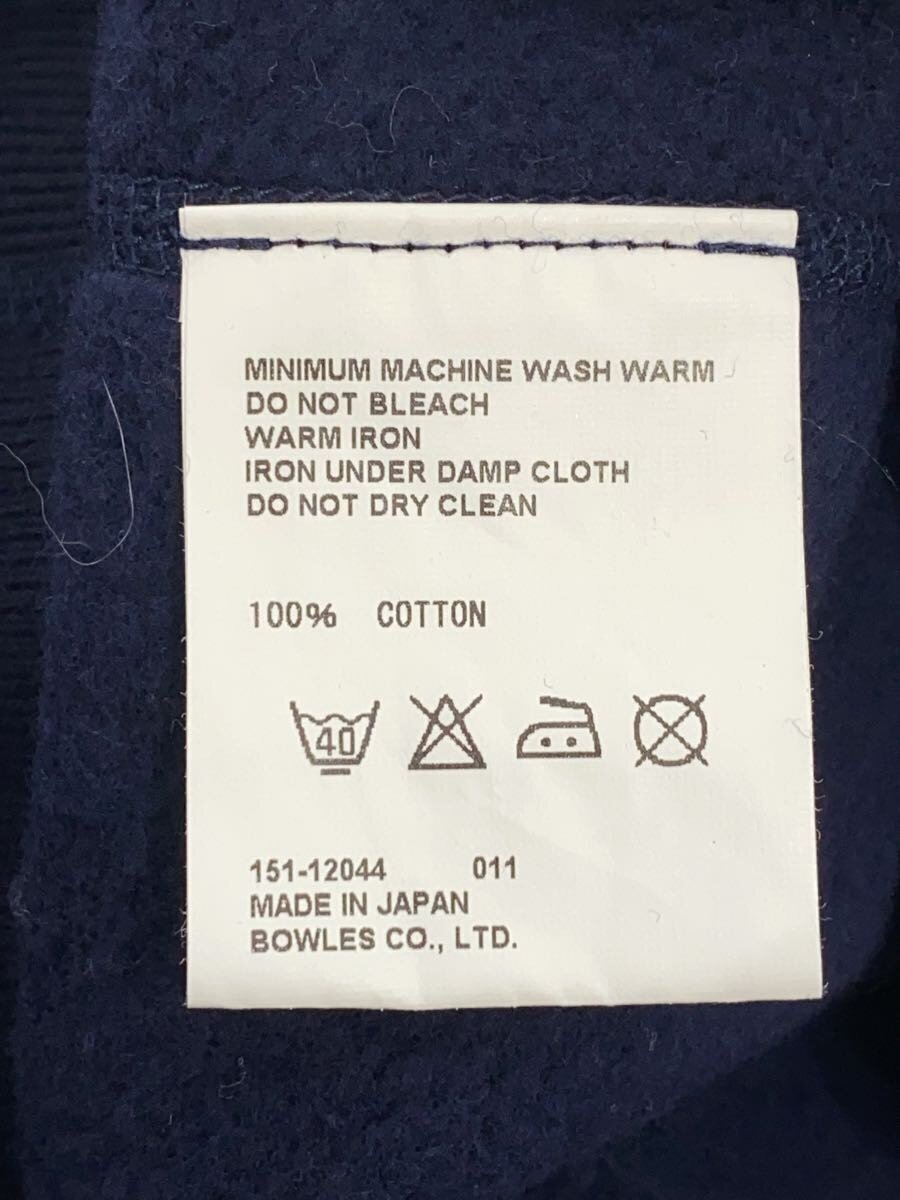 MINIMUM MACHINE WASH WARM
DO NOT BLEACH
WARM IRON
IRON UNDER DAMP CLOTH
DO NOT DRY CLEAN
100% COTTON
40
151-12044 011
MADE IN JAPAN
BOWLES CO., LTD.